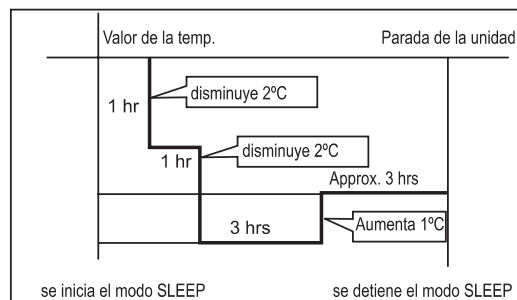 Valor de la temp.
Parada de la unidad
disminuye 2ºC
1 hr
disminuye 2ºC
1 hr
Approx. 3 hrs
3 hrs
Aumenta 1ºC
se inicia el modo SLEEP
se detiene el modo SLEEP